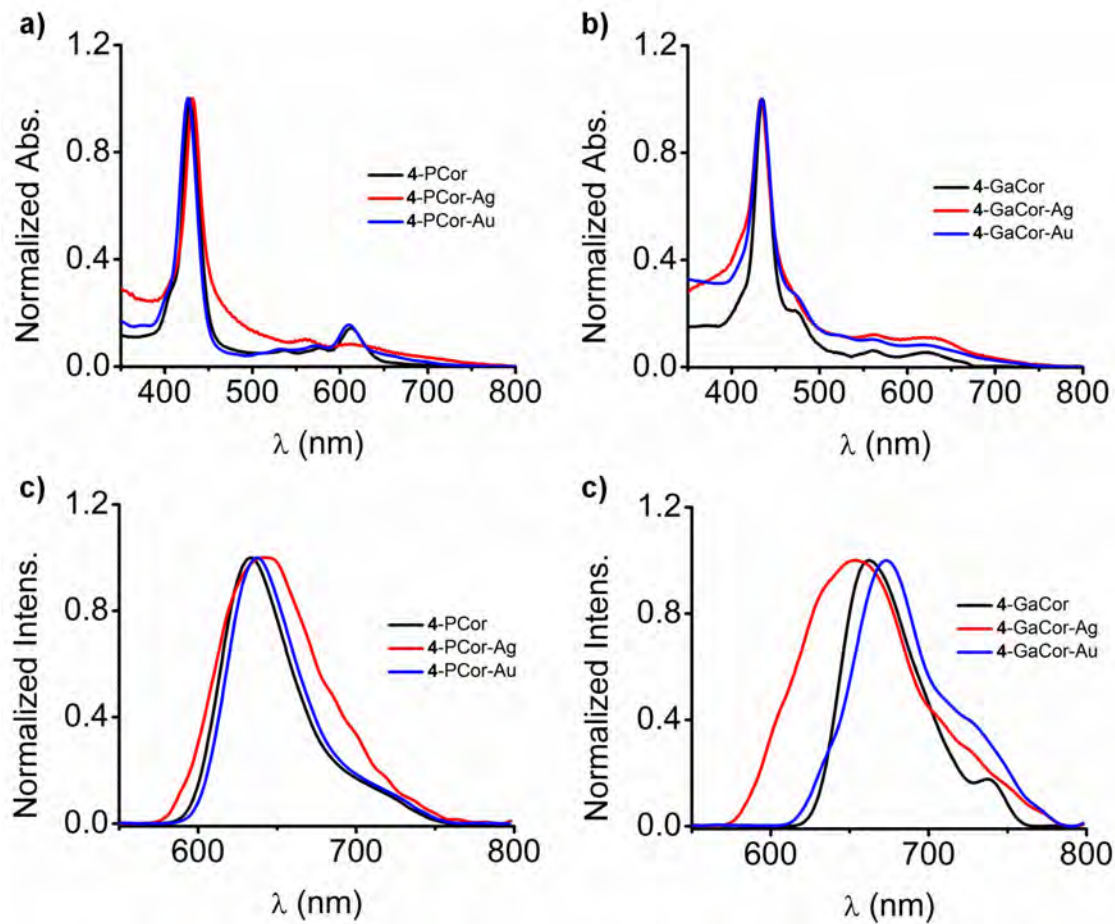 a)
1.2
0.8
0.4
0.0
Normalized Abs.
4-PCor
4-PCor-Ag
4-PCor-Au
400 500 600 700 800
λ (nm)
b)
1.2
0.8
0.4
0.0
Normalized Abs.
4-GaCor
4-GaCor-Ag
4-GaCor-Au
400 500 600 700 800
λ (nm)
c)
1.2
0.8
0.4
0.0
Normalized Intens.
4-PCor
4-PCor-Ag
4-PCor-Au
600 700 800
λ (nm)
c)
1.2
0.8
0.4
0.0
Normalized Intens.
4-GaCor
4-GaCor-Ag
4-GaCor-Au
600 700 800
λ (nm)